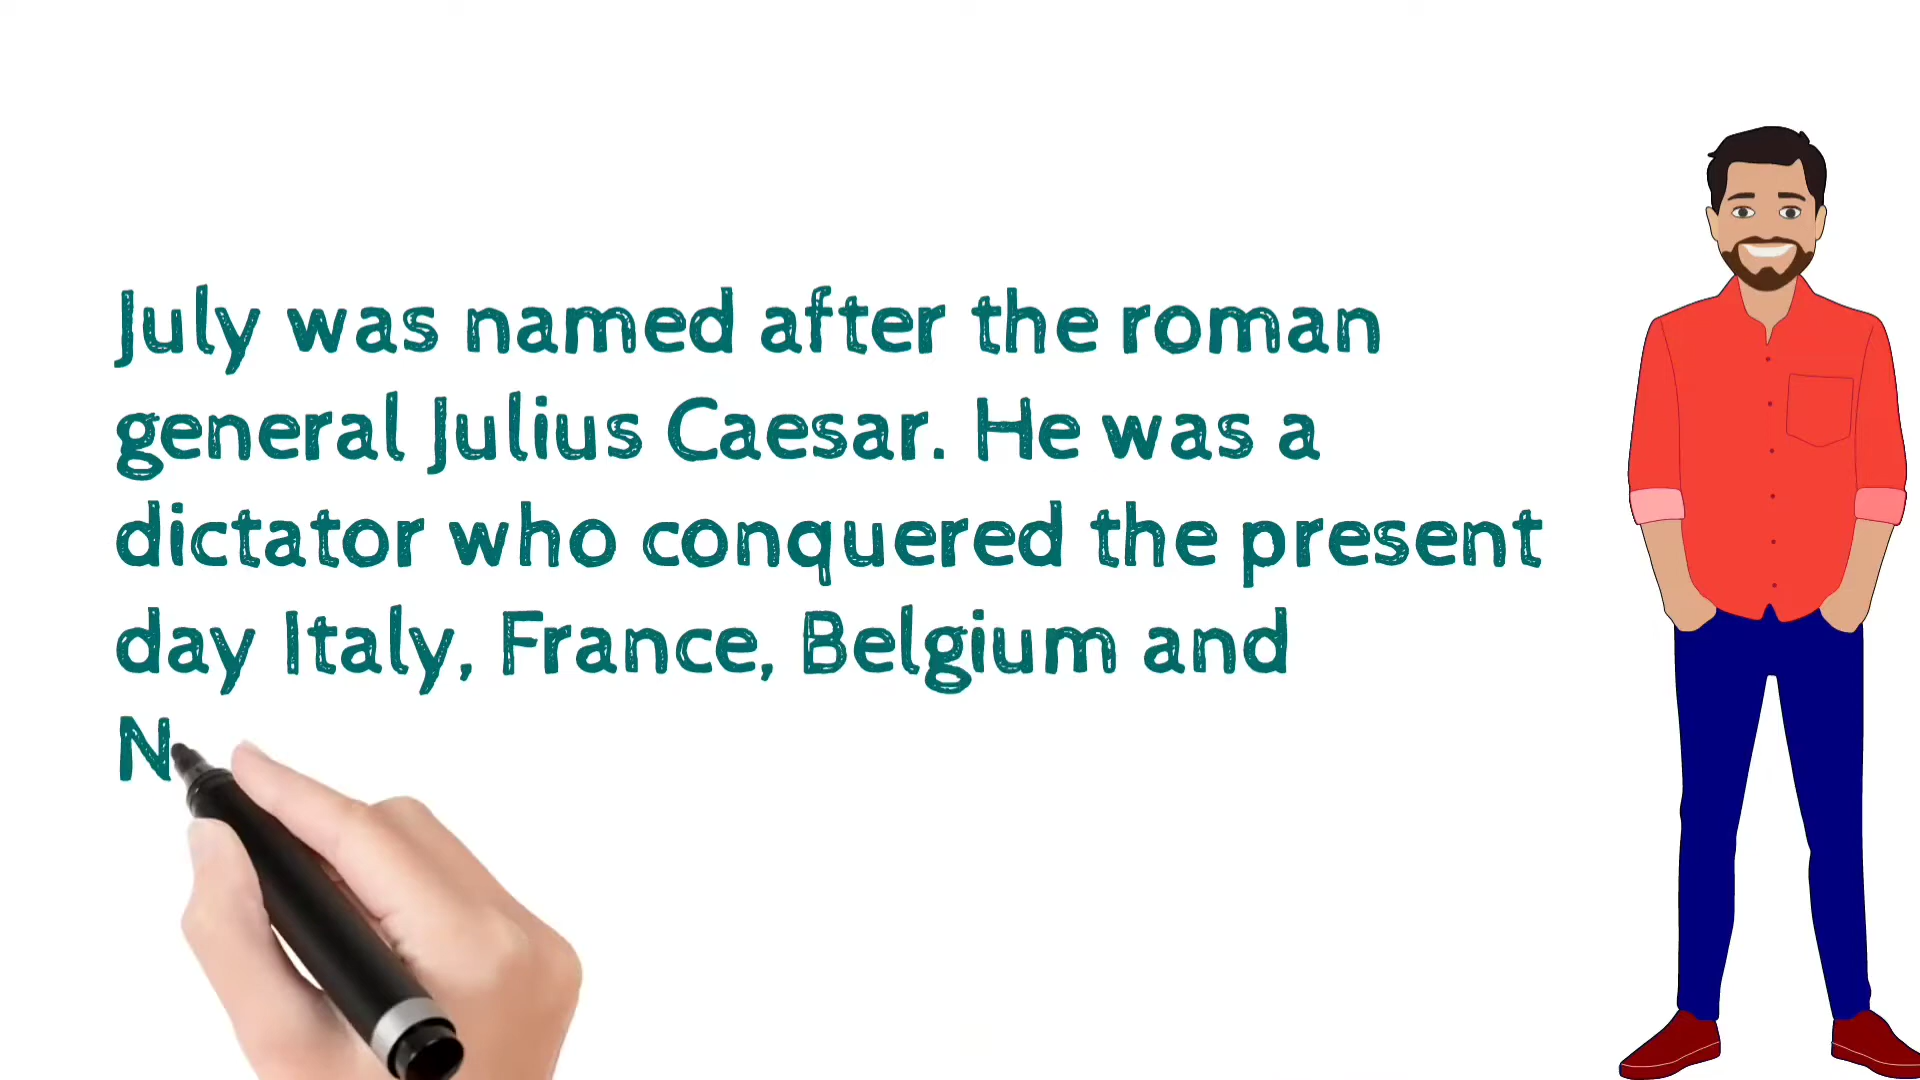 July was named after the roman
general Julius Caesar. He was a
dictator who conquered the present
day Italy, France, Belgium and
N